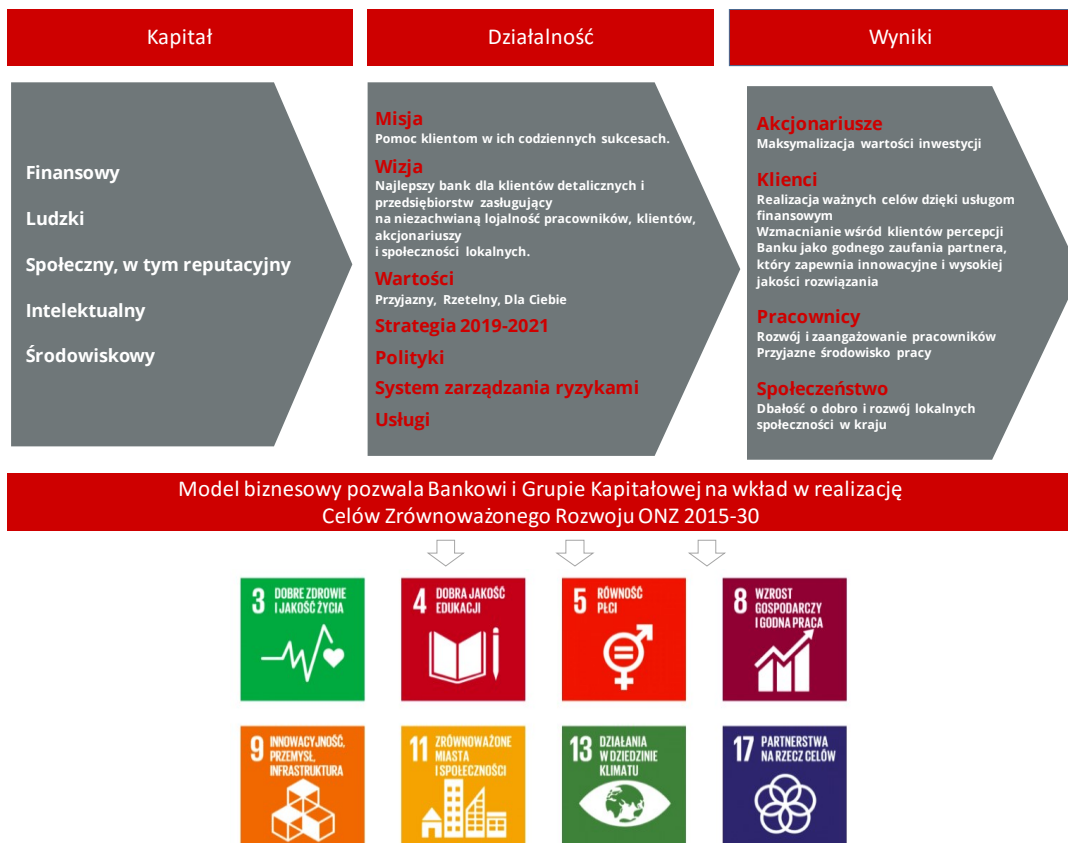 Kapitał
Działalność
Wyniki
Finansowy
Ludzki
Społeczny, w tym reputacyjny
Intelektualny
Środowiskowy
Misja
Pomoc klientom w ich codziennych sukcesach.
Wizja
Najlepszy bank dla klientów detalicznych i
przedsiębiorstw zasługujący
na niezachwianą lojalność pracowników, klientów,
akcjonariuszy
i społeczności lokalnych.
Wartości
Przyjazny, Rzetelny, Dla Ciebie
Strategia 2019-2021
Polityki
System zarządzania ryzykami
Usługi
Akcjonariusze
Maksymalizacja wartości inwestycji
Klienci
Realizacja ważnych celów dzięki usługom
finansowym
Wzmacnianie wśród klientów percepcji
Banku jako godnego zaufania partnera,
który zapewnia innowacyjne i wysokiej
jakości rozwiązania
Pracownicy
Rozwój i zaangażowanie pracowników
Przyjazne środowisko pracy
Społeczeństwo
Dbałość o dobro i rozwój lokalnych
społeczności w kraju
Model biznesowy pozwala Bankowi i Grupie Kapitałowej na wkład w realizację
Celów Zrównoważonego Rozwoju ONZ 2015-30
3 DOBRE ZDROWIE
I JAKOŚĆ ŻYCIA
4 DOBRA JAKOŚĆ
EDUKACJI
5 RÓWNOŚĆ
PŁCI
8 WZROST
GOSPODARCZY
I GODNA PRACA
9 INNOWACYJNOŚĆ,
PRZEMYSŁ,
INFRASTRUKTURA
11 ZRÓWNOWAŻONE
MIASTA
I SPOŁECZNOŚCI
13 DZIAŁANIA
W DZIEDZINIE
KLIMATU
17 PARTNERSTWA
NA RZECZ CELÓW